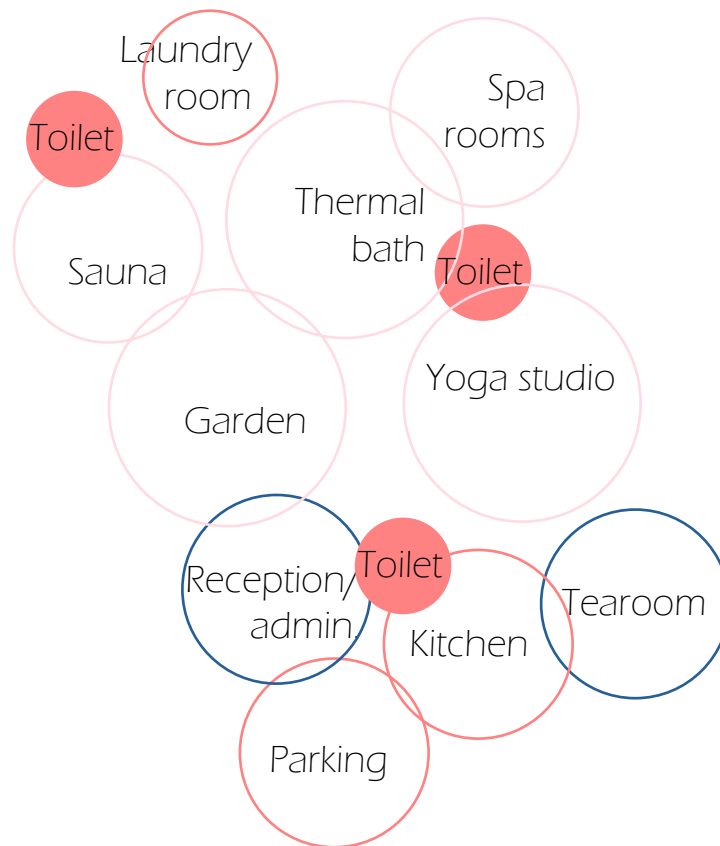 Laundry
room
Spa
rooms
Toilet
Thermal
bath
Toilet
Sauna
Yoga studio
Garden
Toilet
Reception/
admin.
Tearoom
Kitchen
Parking